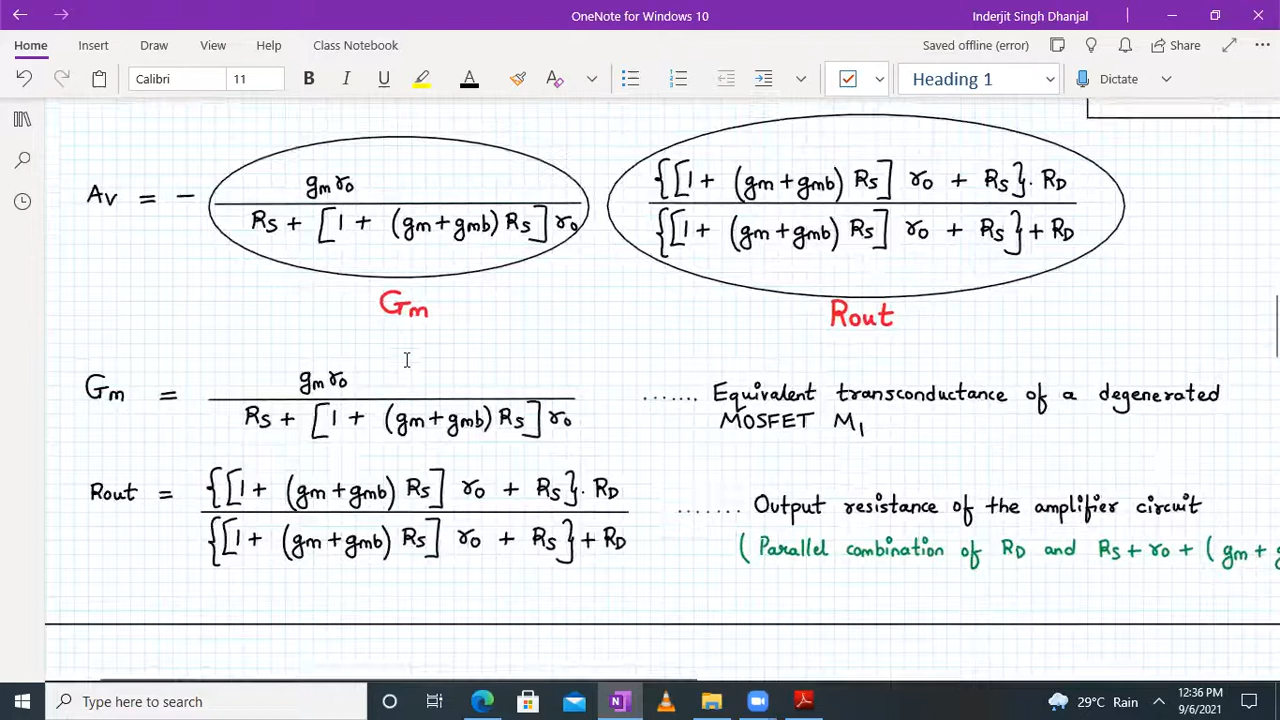 OneNote for Windows 10
Inderjit Singh Dhanjal
Home Insert Draw View Help Class Notebook
Saved offline (error)
Share
Calibri 11 B I U A
Heading 1
Dictate
Av = - gm ro / Rs + [1 + (gm+gmb) Rs] ro {[1 + (gm+gmb) Rs] ro + Rs} . RD / {[1 + (gm+gmb) Rs] ro + Rs} + RD
Gm
Rout
Gm = gm ro / Rs + [1 + (gm+gmb) Rs] ro ....... Equivalent transconductance of a degenerated
MOSFET M1
Rout = {[1 + (gm+gmb) Rs] ro + Rs} . RD / {[1 + (gm+gmb) Rs] ro + Rs} + RD ....... Output resistance of the amplifier circuit
( Parallel combination of RD and Rs + ro + ( gm + g
Type here to search
N
29°C Rain
12:36 PM
9/6/2021